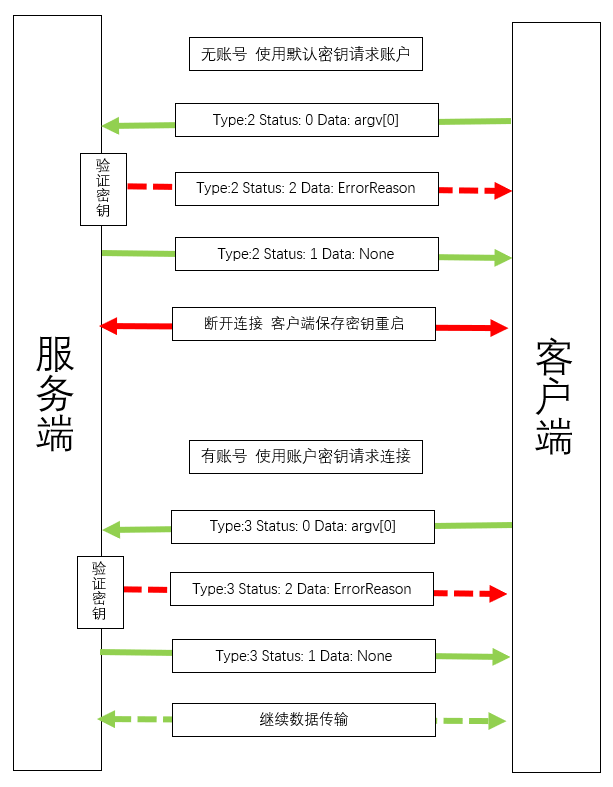 无账号 使用默认密钥请求账户
Type:2 Status: 0 Data: argv[0]
验证密钥
Type:2 Status: 2 Data: ErrorReason
Type:2 Status: 1 Data: None
断开连接 客户端保存密钥重启
服务端
客户端
有账号 使用账户密钥请求连接
Type:3 Status: 0 Data: argv[0]
验证密钥
Type:3 Status: 2 Data: ErrorReason
Type:3 Status: 1 Data: None
继续数据传输